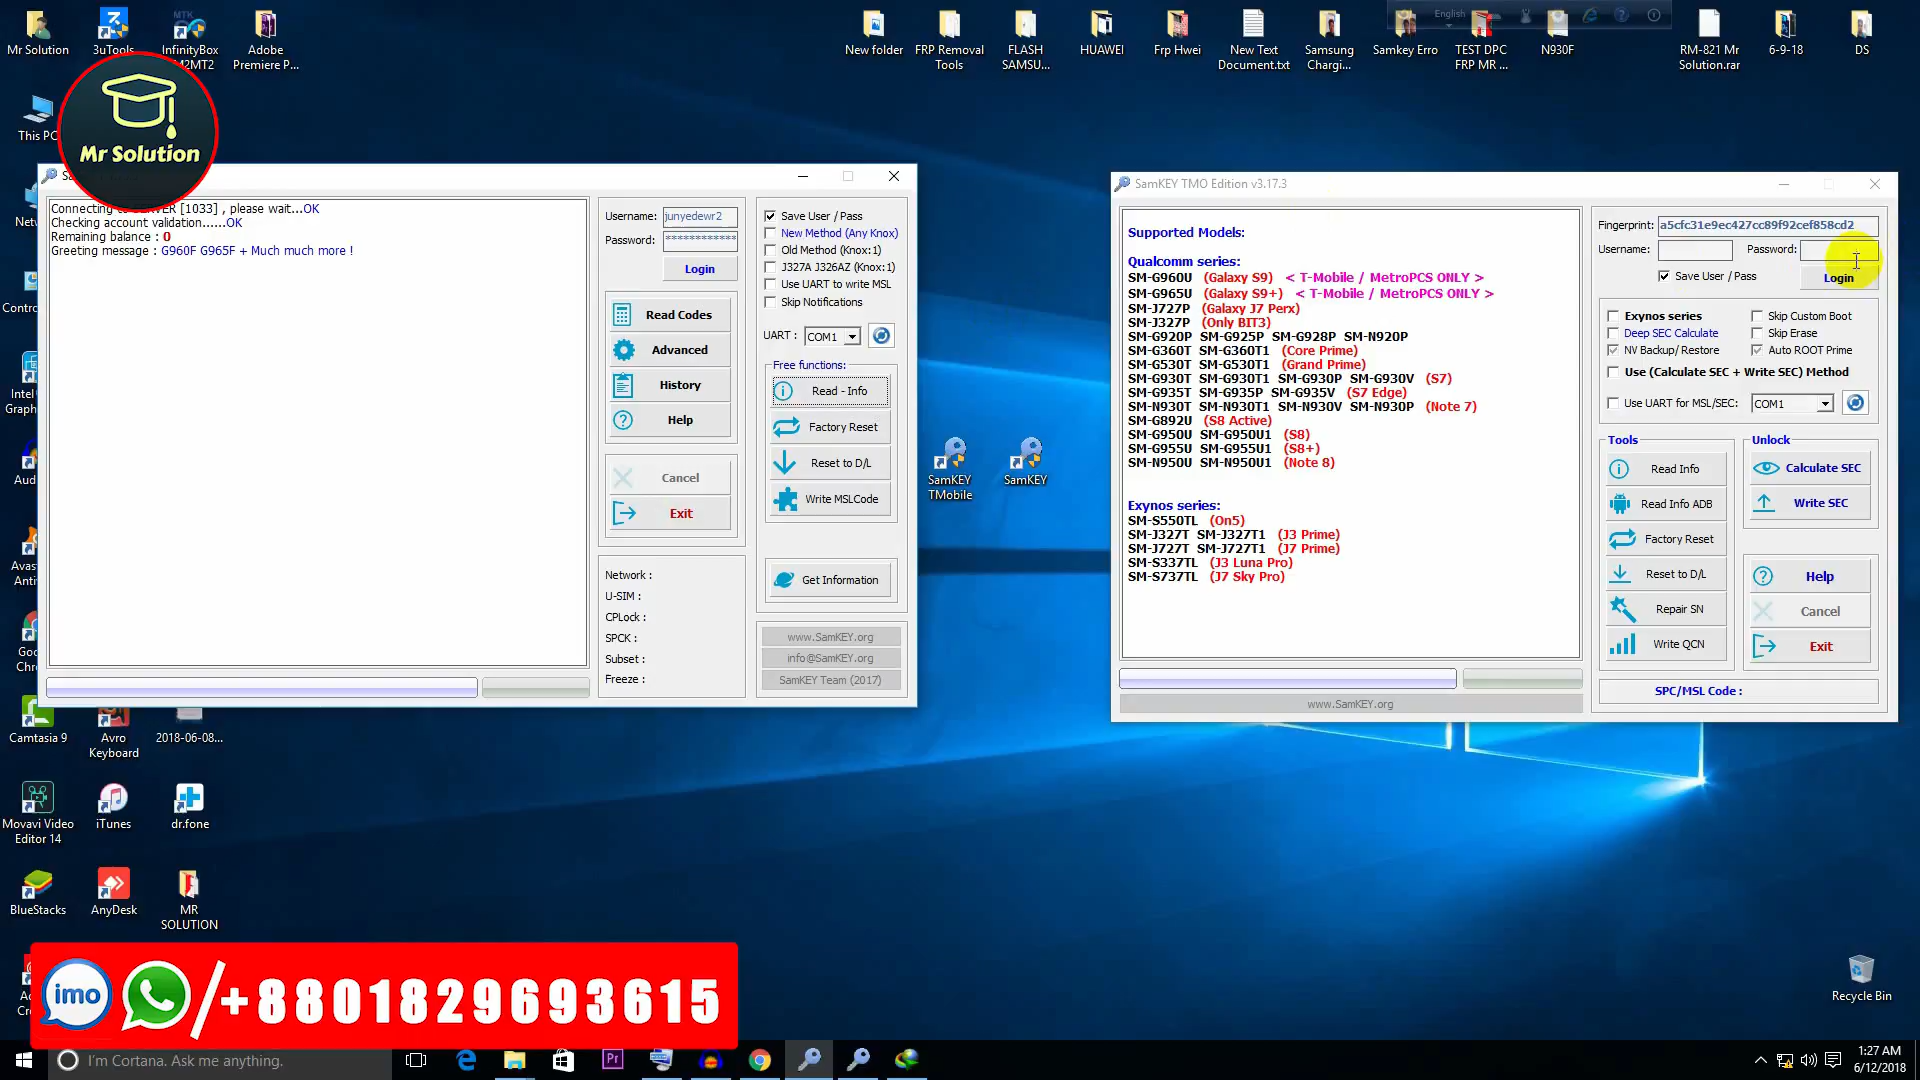 Mr Solution
3uTools
InfinityBox
M2MT2
Adobe
Premiere P...
New folder
FRP Removal
Tools
FLASH
SAMSU...
HUAWEI
Frp Hwei
New Text
Document.txt
Samsung
Chargi...
Samkey Erro
TEST DPC
FRP MR ...
N930F
RM-821 Mr
Solution.rar
6-9-18
DS
English
This PC
Mr Solution
Connecting to SERVER [1033] , please wait...OK
Checking account validation......OK
Remaining balance : 0
Greeting message : G960F G965F + Much much more !
Username: junyedewr2
Password: ************
Login
Read Codes
Advanced
History
Help
Cancel
Exit
Network :
U-SIM :
CPLock :
SPCK :
Subset :
Freeze :
Save User / Pass
New Method (Any Knox)
Old Method (Knox:1)
J327A J326AZ (Knox:1)
Use UART to write MSL
Skip Notifications
UART : COM1
Free functions:
Read - Info
Factory Reset
Reset to D/L
Write MSLCode
Get Information
www.SamKEY.org
info@SamKEY.org
SamKEY Team (2017)
SamKEY
TMobile
SamKEY
SamKEY TMO Edition v3.17.3
Supported Models:
Qualcomm series:
SM-G960U (Galaxy S9) < T-Mobile / MetroPCS ONLY >
SM-G965U (Galaxy S9+) < T-Mobile / MetroPCS ONLY >
SM-J727P (Galaxy J7 Perx)
SM-J327P (Only BIT3)
SM-G920P SM-G925P SM-G928P SM-N920P
SM-G360T SM-G360T1 (Core Prime)
SM-G530T SM-G530T1 (Grand Prime)
SM-G930T SM-G930T1 SM-G930P SM-G930V (S7)
SM-G935T SM-G935P SM-G935V (S7 Edge)
SM-N930T SM-N930T1 SM-N930V SM-N930P (Note 7)
SM-G892U (S8 Active)
SM-G950U SM-G950U1 (S8)
SM-G955U SM-G955U1 (S8+)
SM-N950U SM-N950U1 (Note 8)
Exynos series:
SM-S550TL (On5)
SM-J327T SM-J327T1 (J3 Prime)
SM-J727T SM-J727T1 (J7 Prime)
SM-S337TL (J3 Luna Pro)
SM-S737TL (J7 Sky Pro)
www.SamKEY.org
Fingerprint: a5cfc31e9ec427cc89f92cef858cd2
Username: Password:
Save User / Pass Login
Exynos series Skip Custom Boot
Deep SEC Calculate Skip Erase
NV Backup/ Restore Auto ROOT Prime
Use (Calculate SEC + Write SEC) Method
Use UART for MSL/SEC: COM1
Tools
Read Info
Read Info ADB
Factory Reset
Reset to D/L
Repair SN
Write QCN
Unlock
Calculate SEC
Write SEC
Help
Cancel
Exit
SPC/MSL Code :
Camtasia 9
Avro
Keyboard
2018-06-08...
Movavi Video
Editor 14
iTunes
dr.fone
BlueStacks
AnyDesk
MR
SOLUTION
Recycle Bin
imo
/+8801829693615
I'm Cortana. Ask me anything.
1:27 AM
6/12/2018